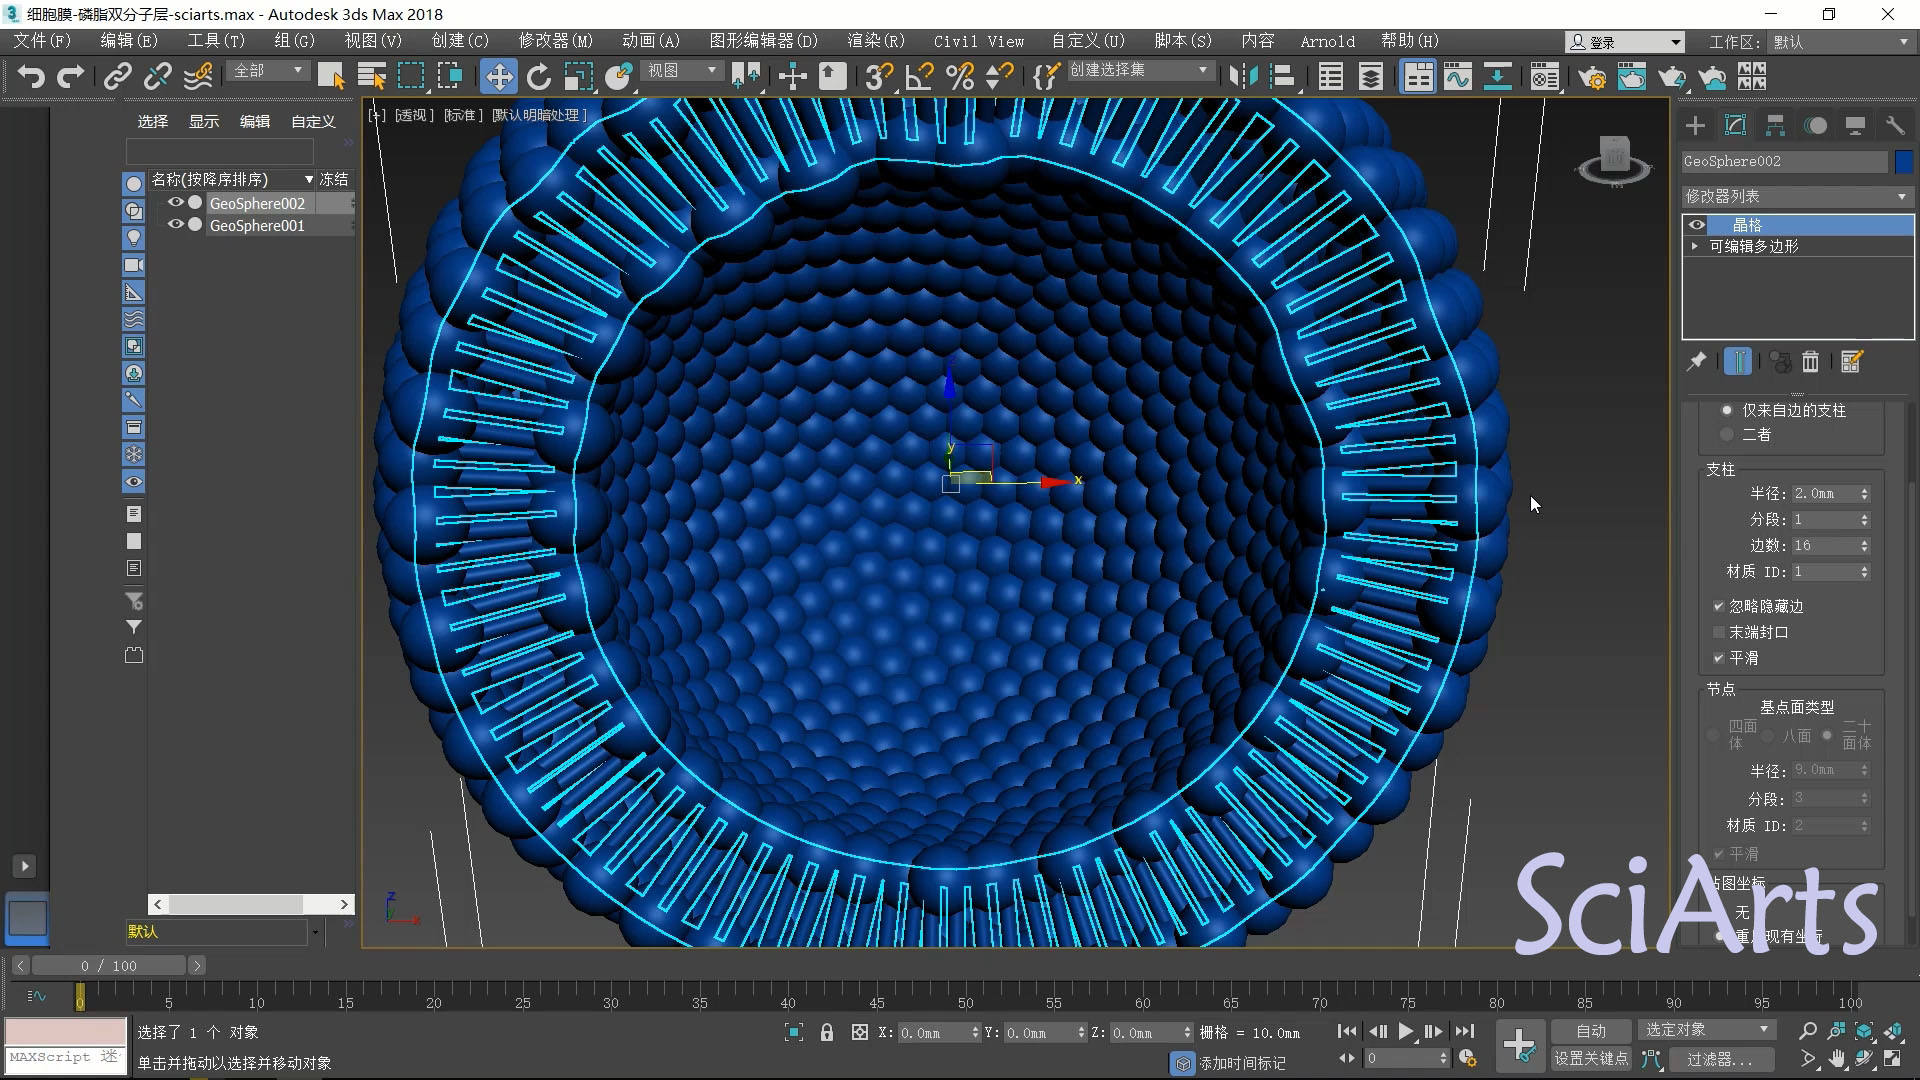 细胞膜-磷脂双分子层-sciarts.max - Autodesk 3ds Max 2018
文件(F) 编辑(E) 工具(T) 组(G) 视图(V) 创建(C) 修改器(M) 动画(A) 图形编辑器(D) 渲染(R) Civil View 自定义(U) 脚本(S) 内容 Arnold 帮助(H) 登录 工作区: 默认
全部 视图 创建选择集
选择 显示 编辑 自定义
[+] [透视] [标准] [默认明暗处理]
名称(按降序排序) 冻结
GeoSphere002
GeoSphere001
GeoSphere002
修改器列表
晶格
可编辑多边形
仅来自边的支柱
二者
支柱
半径: 2.0mm
分段: 1
边数: 16
材质 ID: 1
忽略隐藏边
末端封口
平滑
节点
基点面类型
四面体 八面 二十面体
半径: 9.0mm
分段: 3
材质 ID: 2
平滑
贴图坐标
无
SciArts
y
x
z
x
默认
0 / 100
0 5 10 15 20 25 30 35 40 45 50 55 60 65 70 75 80 85 90 95 100
选择了 1 个 对象
X: 0.0mm Y: 0.0mm Z: 0.0mm 栅格 = 10.0mm
自动 选定对象
MAXScript 迷
单击并拖动以选择并移动对象
添加时间标记
0
设置关键点 过滤器...